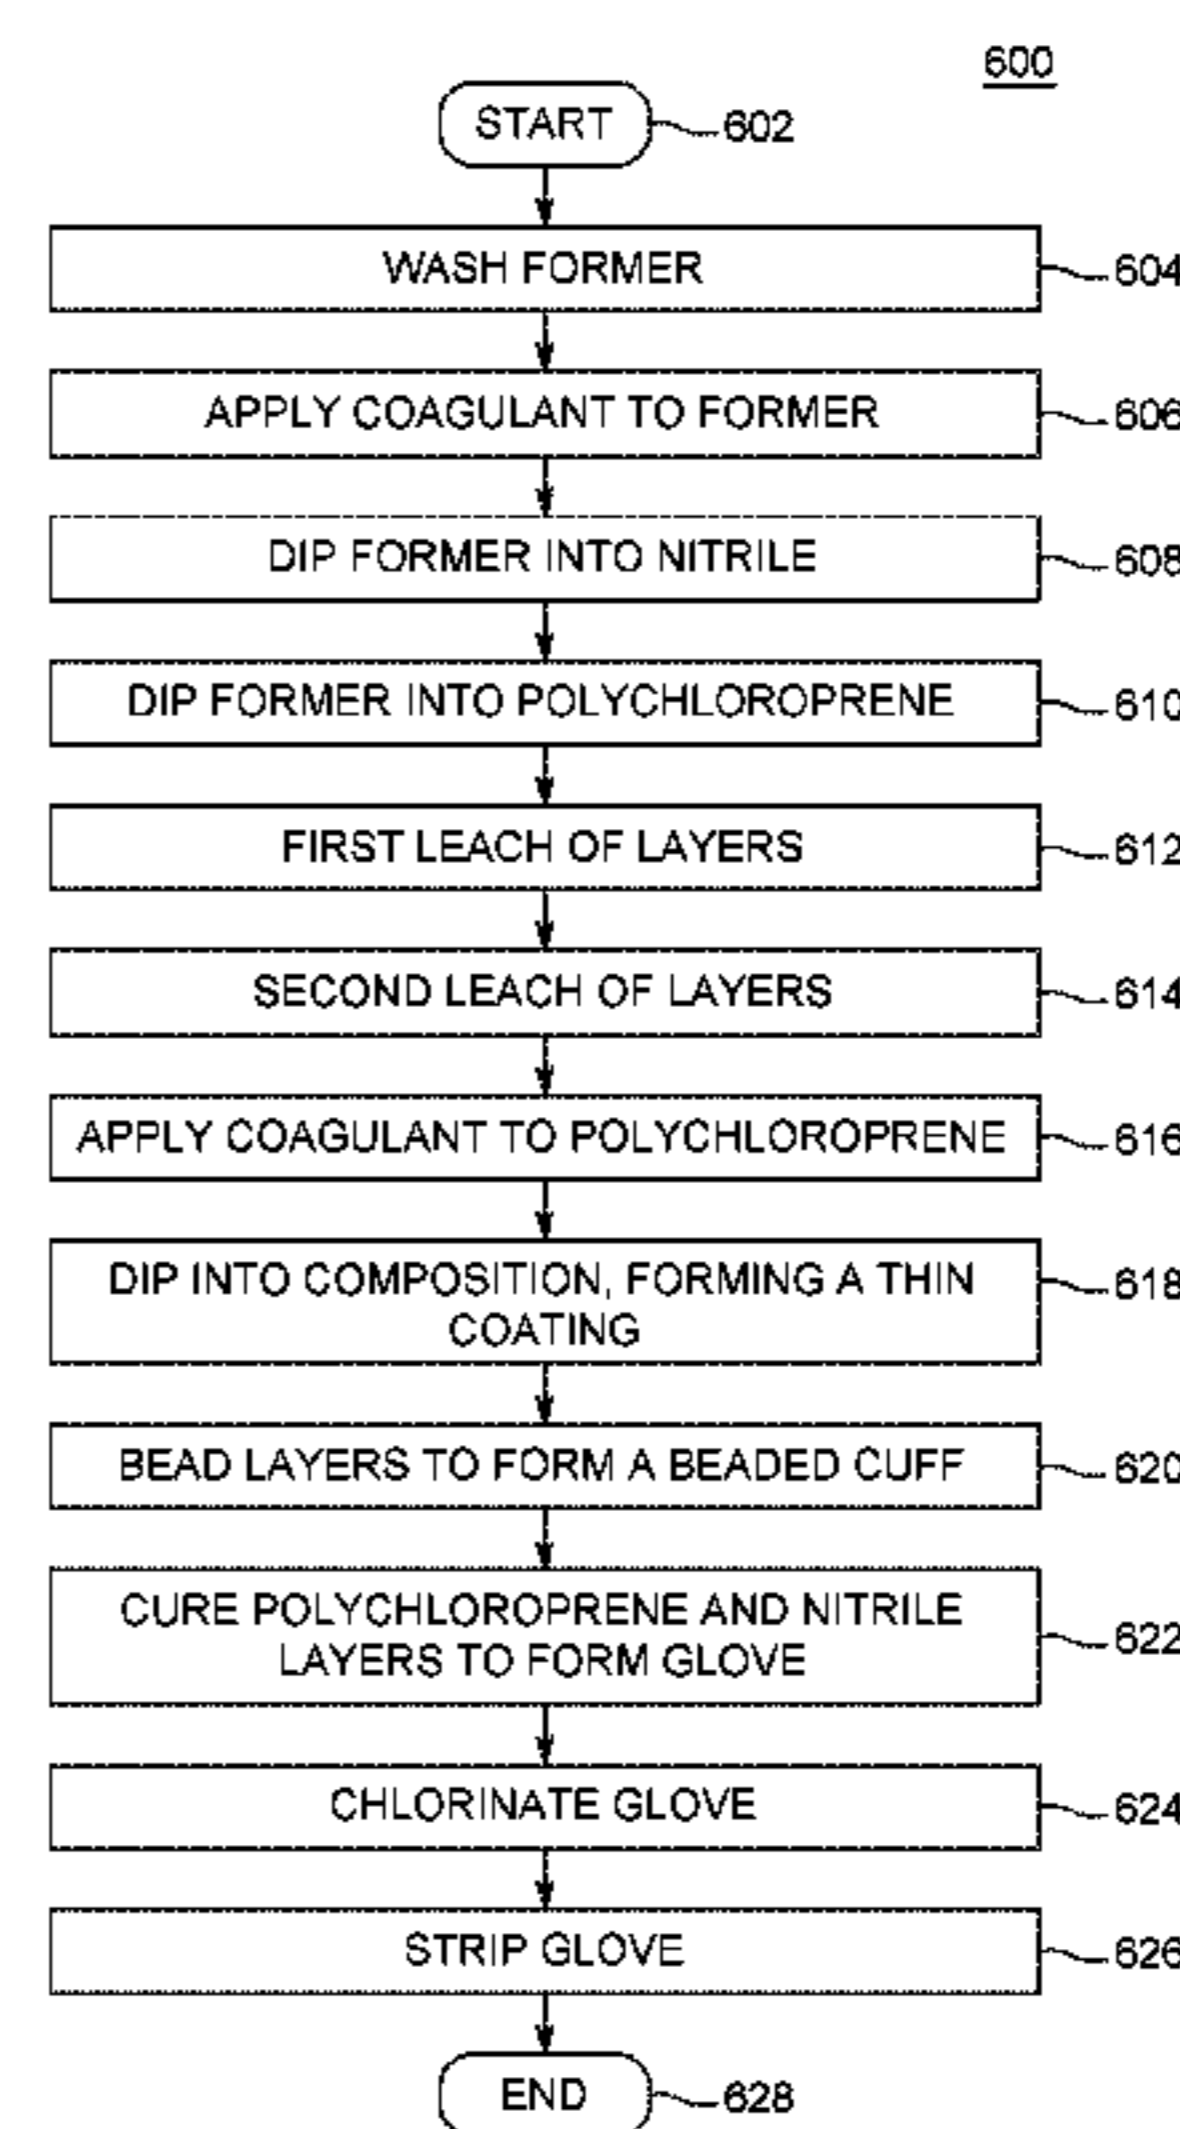 600
START 602
WASH FORMER 604
APPLY COAGULANT TO FORMER 606
DIP FORMER INTO NITRILE 608
DIP FORMER INTO POLYCHLOROPRENE 610
FIRST LEACH OF LAYERS 612
SECOND LEACH OF LAYERS 614
APPLY COAGULANT TO POLYCHLOROPRENE 616
DIP INTO COMPOSITION, FORMING A THIN 618
COATING
BEAD LAYERS TO FORM A BEADED CUFF 620
CURE POLYCHLOROPRENE AND NITRILE 622
LAYERS TO FORM GLOVE
CHLORINATE GLOVE 624
STRIP GLOVE 626
END 628